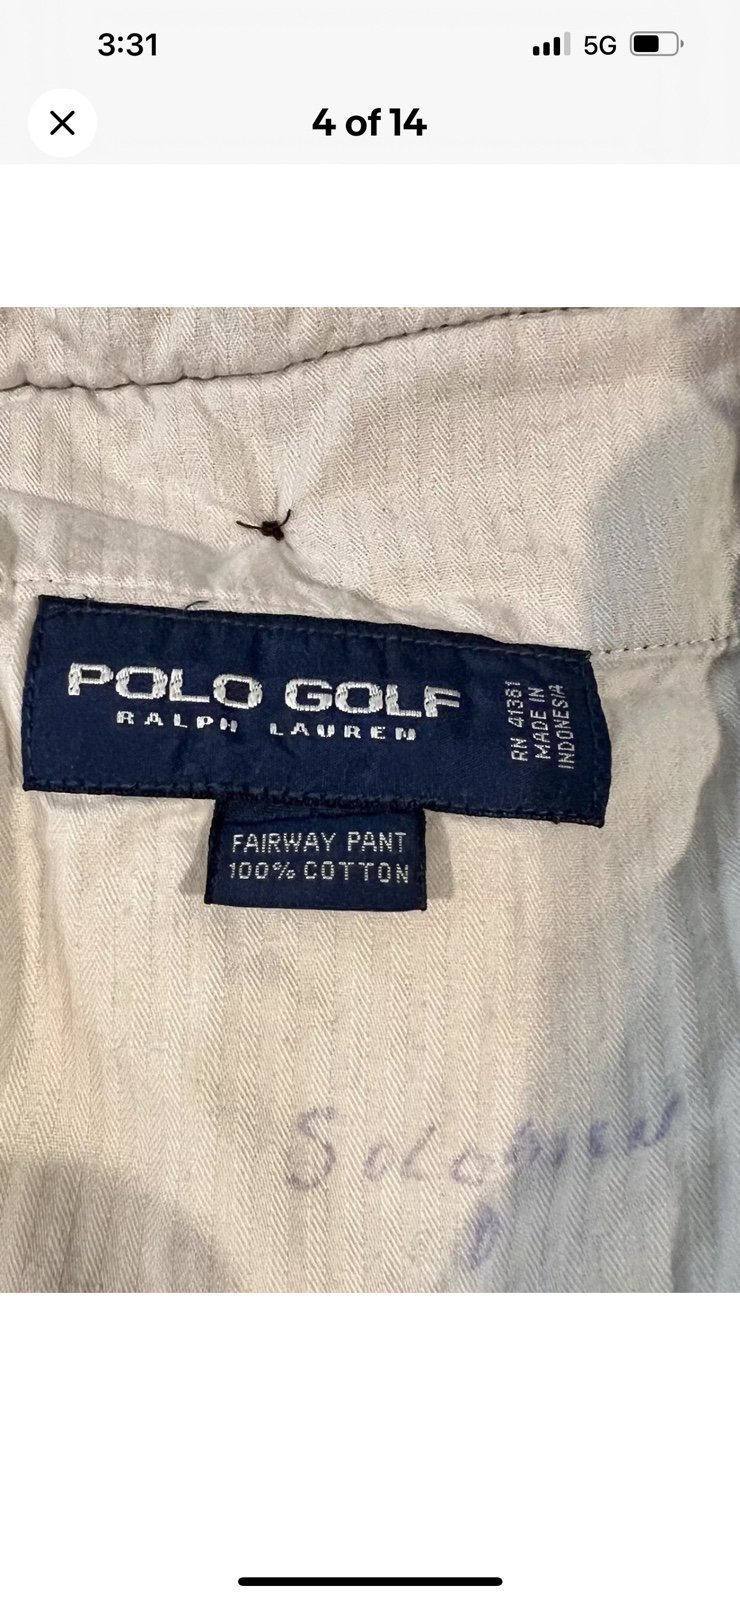 3:31
5G
4 of 14
POLO GOLF
RALPH LAUREN
RN 41381
MADE IN
INDONESIA
FAIRWAY PANT
100% COTTON